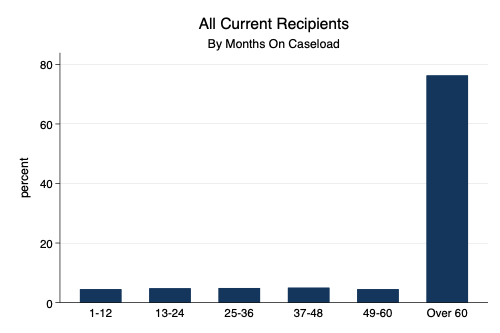 All Current Recipients
By Months On Caseload
percent
80
60
40
20
0
1-12 13-24 25-36 37-48 49-60 Over 60